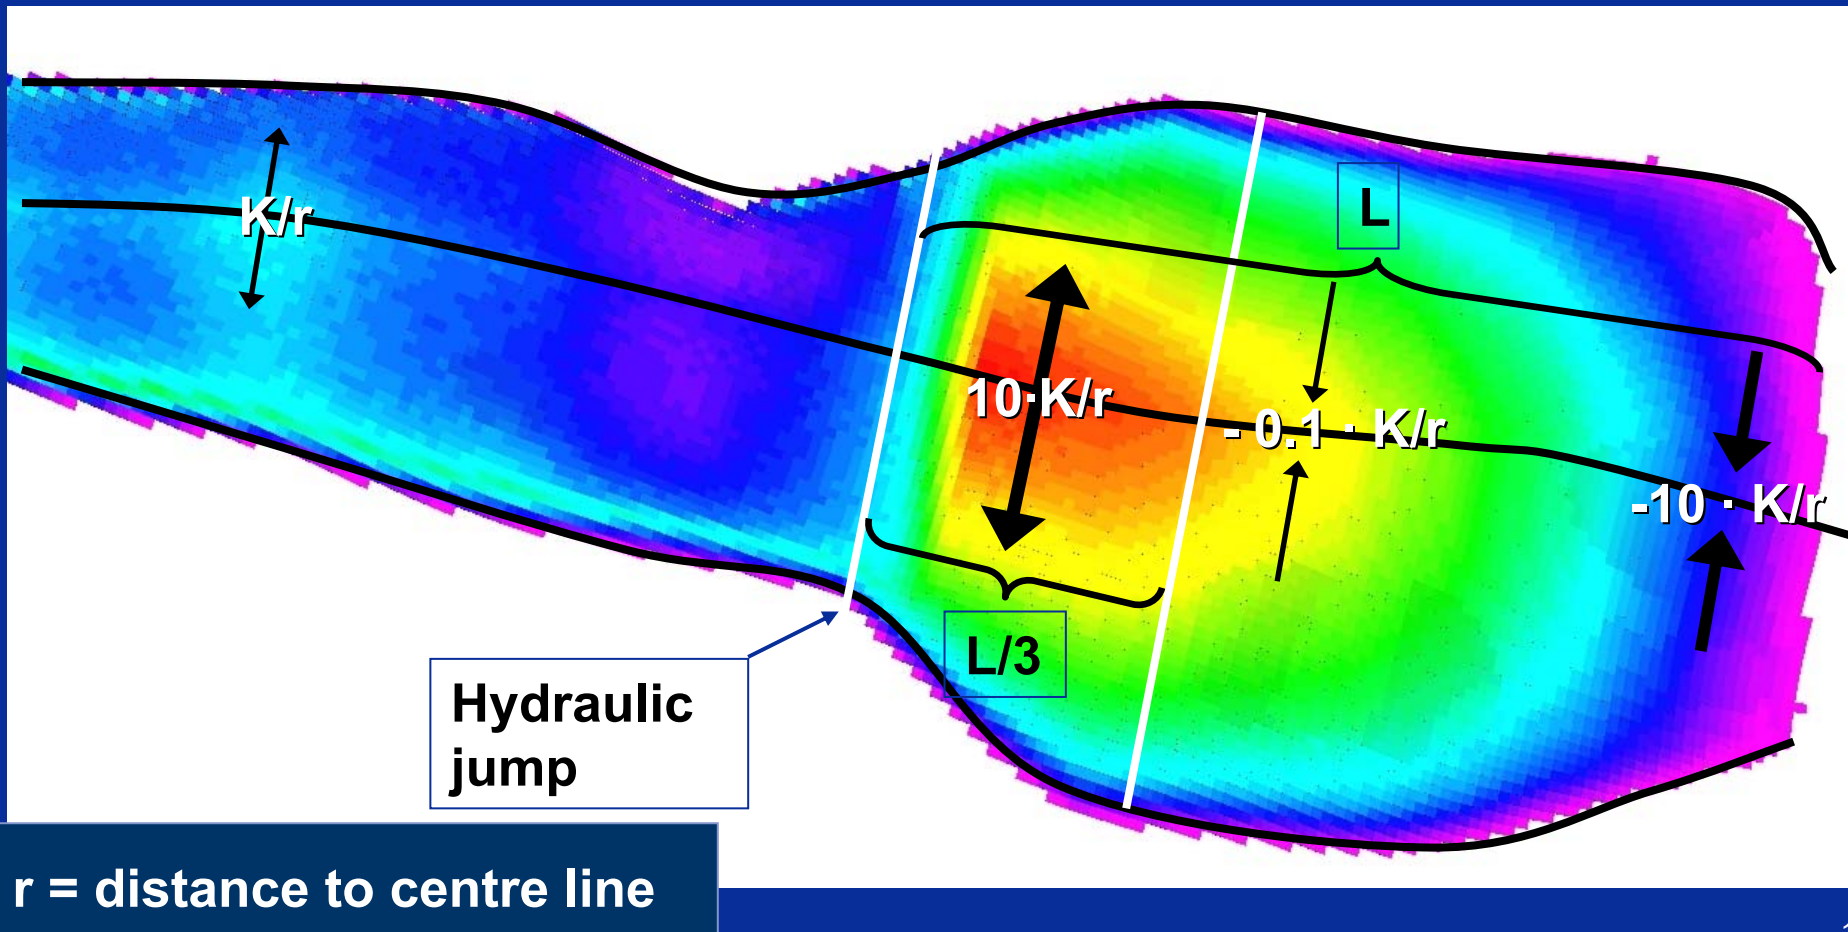 K/r
L
10·K/r
- 0.1 · K/r
-10 · K/r
L/3
Hydraulic
jump
r = distance to centre line